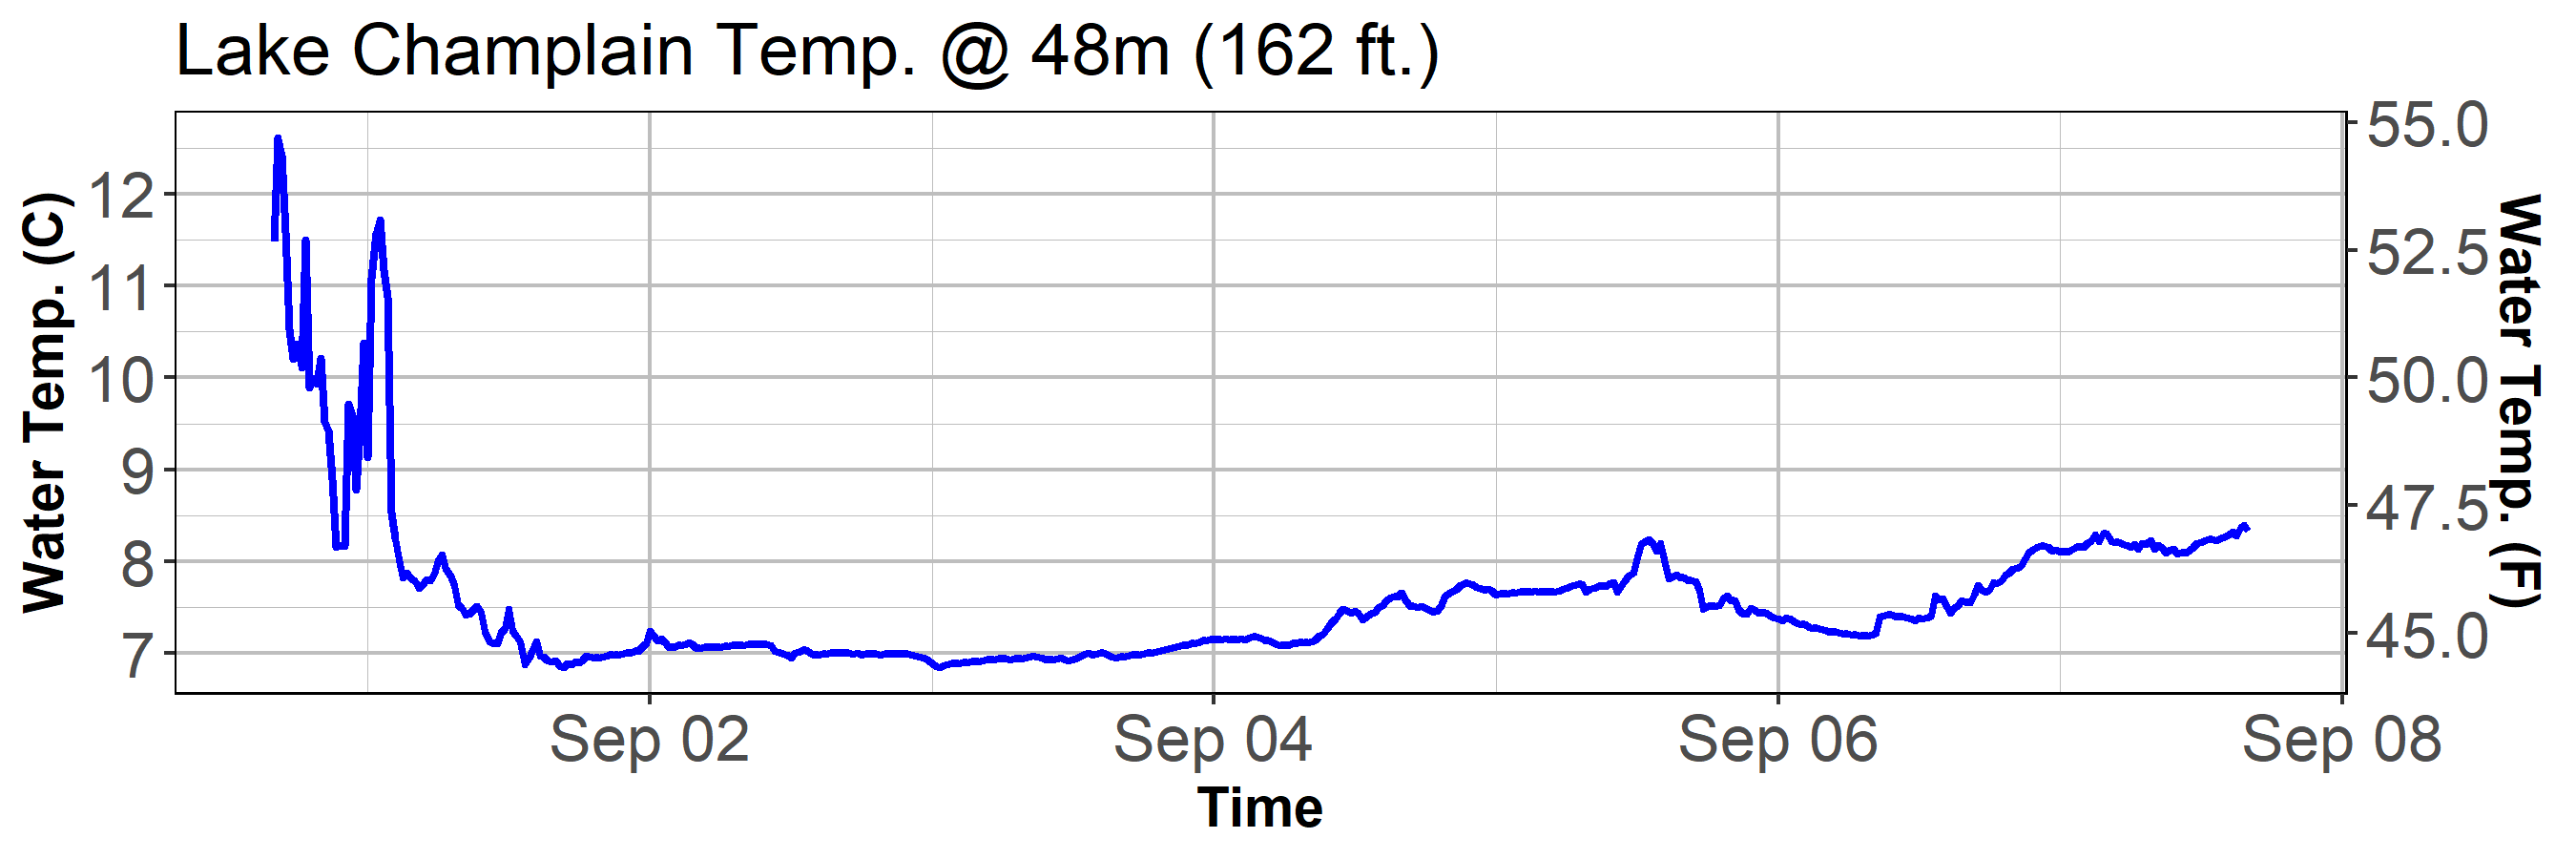 Lake Champlain Temp. @ 48m (162 ft.)
Water Temp. (C)
12
11
10
9
8
7
55.0
52.5
50.0
47.5
45.0
Water Temp. (F)
Sep 02 Sep 04 Sep 06 Sep 08
Time